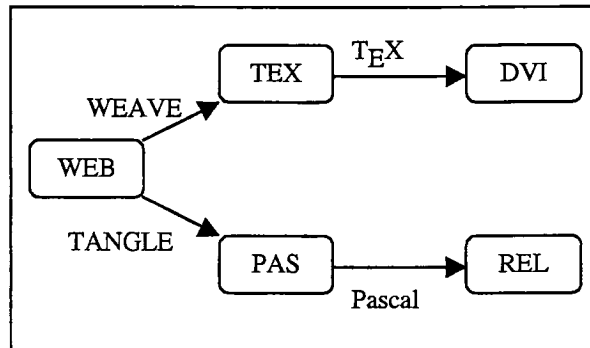 TEX
TEX
DVI
WEAVE
WEB
TANGLE
PAS
REL
Pascal